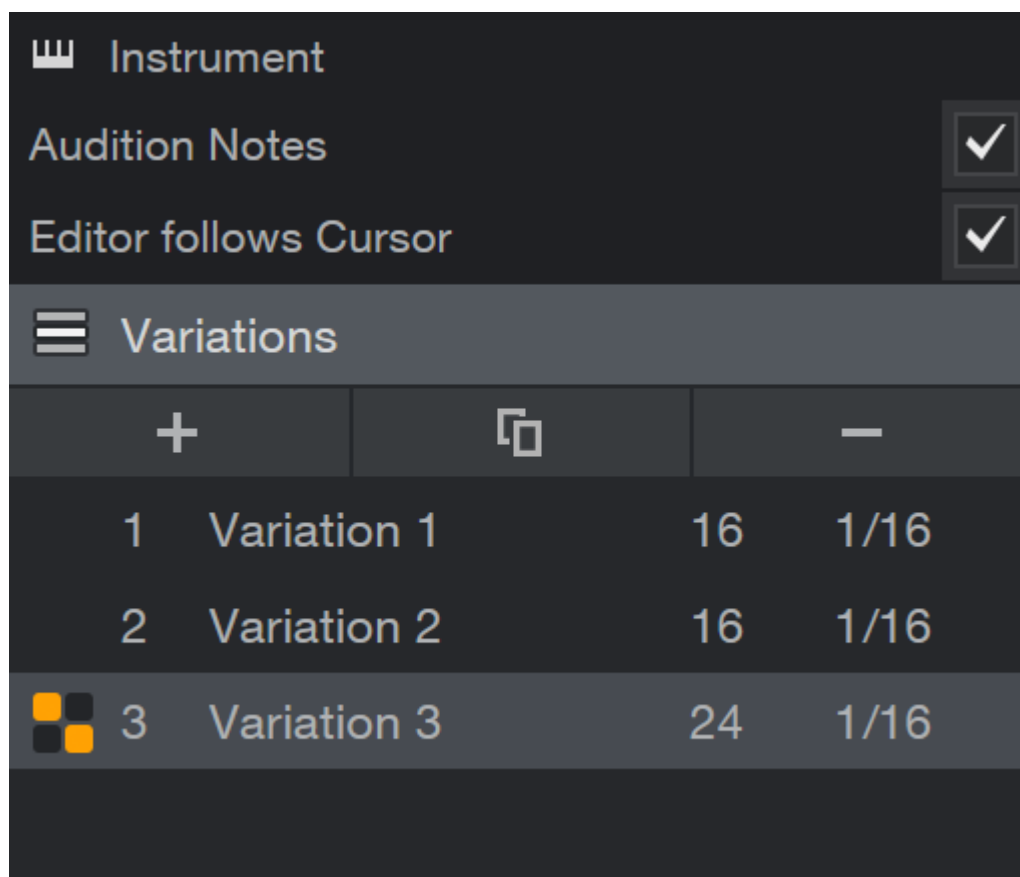 Instrument
Audition Notes
Editor follows Cursor
Variations
1 Variation 1 16 1/16
2 Variation 2 16 1/16
3 Variation 3 24 1/16